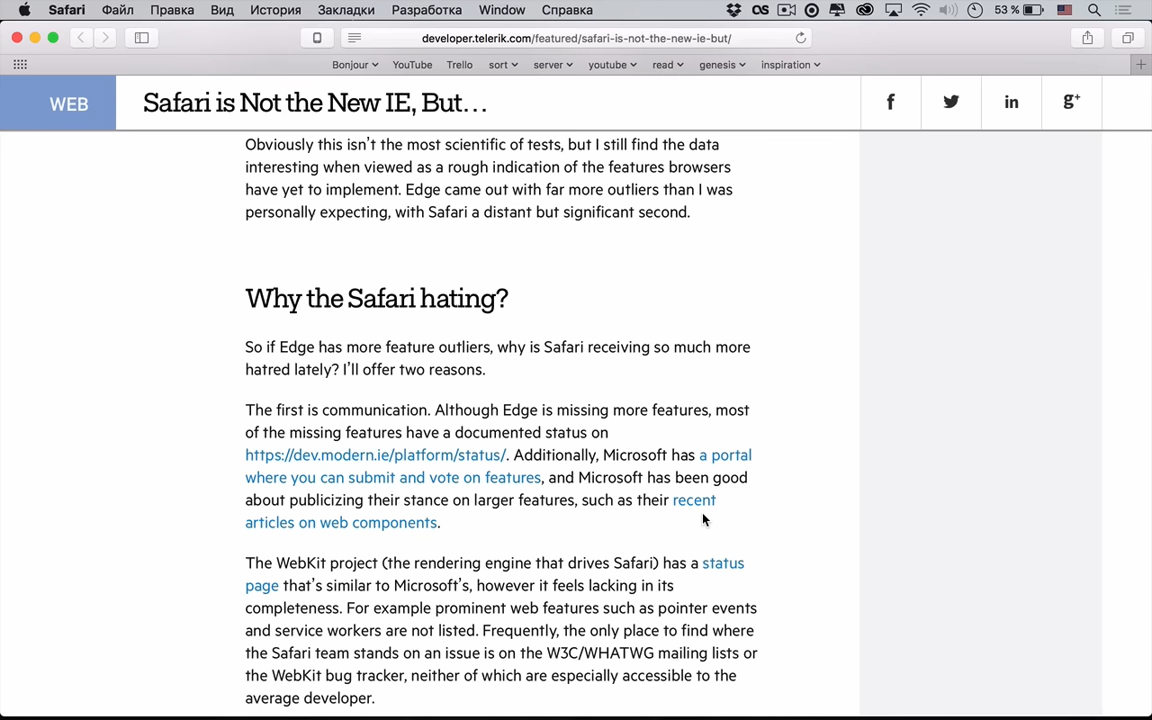 Safari Файл Правка Вид История Закладки Разработка Window Справка 53 %
developer.telerik.com/featured/safari-is-not-the-new-ie-but/
Bonjour YouTube Trello sort server youtube read genesis inspiration
WEB Safari is Not the New IE, But… f in g+
Obviously this isn't the most scientific of tests, but I still find the data
interesting when viewed as a rough indication of the features browsers
have yet to implement. Edge came out with far more outliers than I was
personally expecting, with Safari a distant but significant second.
Why the Safari hating?
So if Edge has more feature outliers, why is Safari receiving so much more
hatred lately? I'll offer two reasons.
The first is communication. Although Edge is missing more features, most
of the missing features have a documented status on
https://dev.modern.ie/platform/status/. Additionally, Microsoft has a portal
where you can submit and vote on features, and Microsoft has been good
about publicizing their stance on larger features, such as their recent
articles on web components.
The WebKit project (the rendering engine that drives Safari) has a status
page that's similar to Microsoft's, however it feels lacking in its
completeness. For example prominent web features such as pointer events
and service workers are not listed. Frequently, the only place to find where
the Safari team stands on an issue is on the W3C/WHATWG mailing lists or
the WebKit bug tracker, neither of which are especially accessible to the
average developer.